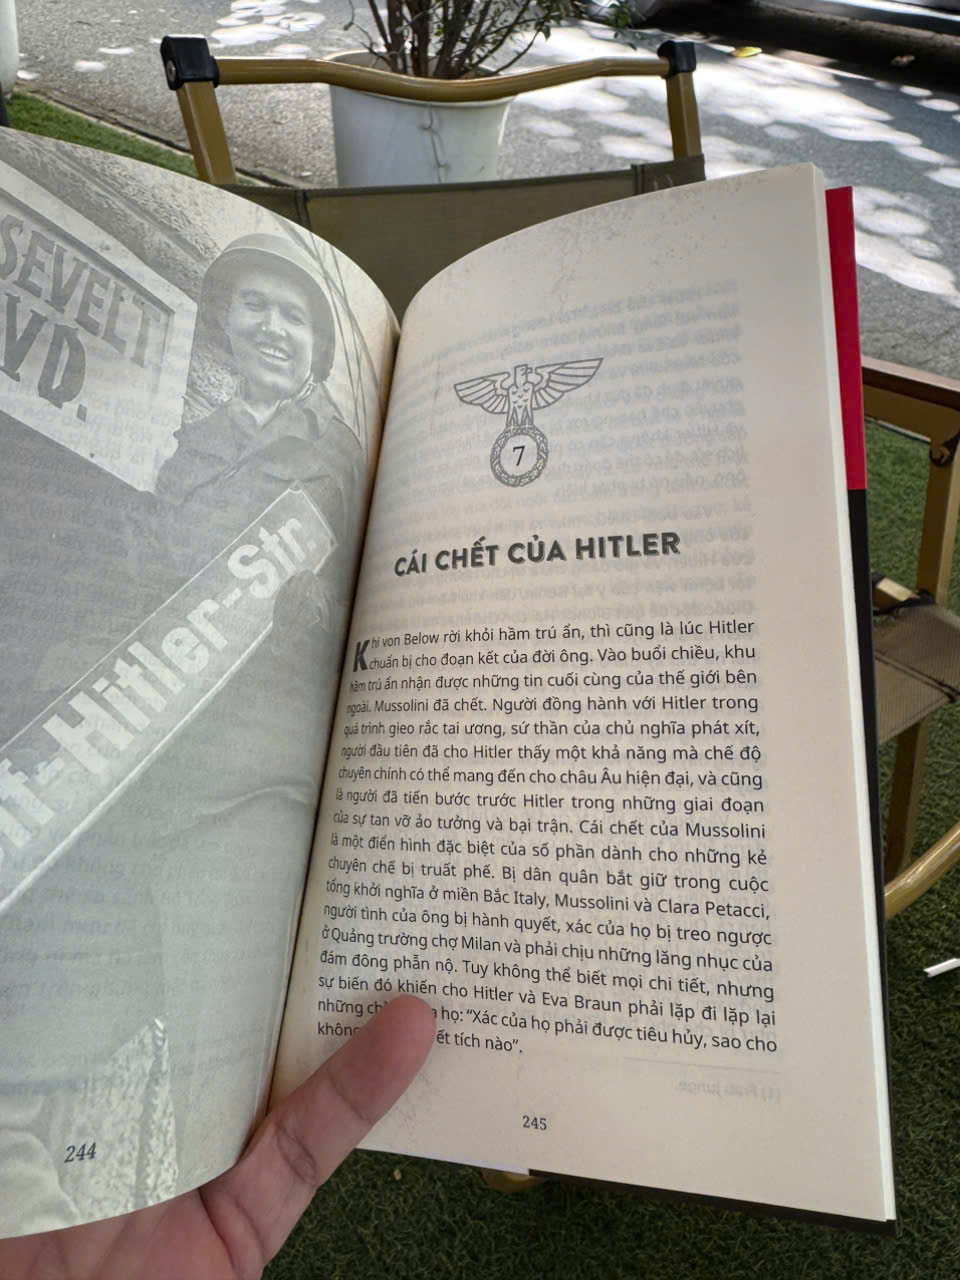 SEVELT
VD.
f-Hitler-Str.
244
7
CÁI CHẾT CỦA HITLER
Khi von Below rời khỏi hầm trú ẩn, thì cũng là lúc Hitler
chuẩn bị cho đoạn kết của đời ông. Vào buổi chiều, khu
hầm trú ẩn nhận được những tin cuối cùng của thế giới bên
ngoài. Mussolini đã chết. Người đồng hành với Hitler trong
quá trình gieo rắc tai ương, sứ thần của chủ nghĩa phát xít,
người đầu tiên đã cho Hitler thấy một khả năng mà chế độ
chuyên chính có thể mang đến cho châu Âu hiện đại, và cũng
là người đã tiến bước trước Hitler trong những giai đoạn
của sự tan vỡ ảo tưởng và bại trận. Cái chết của Mussolini
là một điển hình đặc biệt của số phần dành cho những kẻ
chuyên chế bị truất phế. Bị dân quân bắt giữ trong cuộc
tổng khởi nghĩa ở miền Bắc Italy, Mussolini và Clara Petacci,
người tình của ông bị hành quyết, xác của họ bị treo ngược
ở Quảng trường chợ Milan và phải chịu những lăng nhục của
đám đông phẫn nộ. Tuy không thể biết mọi chi tiết, nhưng
sự biến đó khiến cho Hitler và Eva Braun phải lặp đi lặp lại
những họ: “Xác của họ phải được tiêu hủy, sao cho
không tích nào”.
245